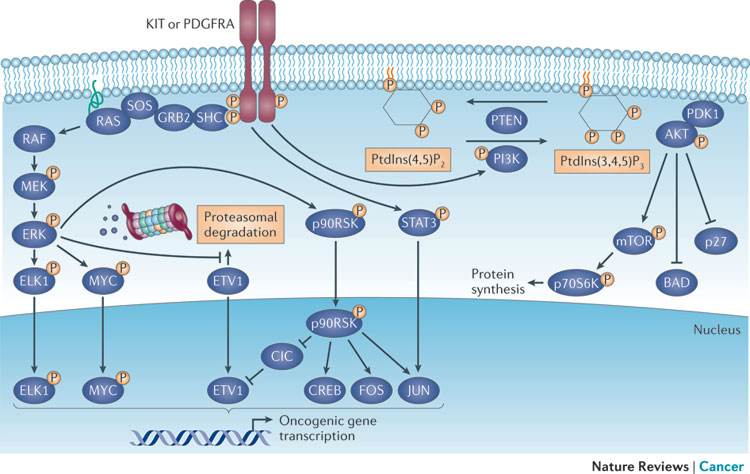 KIT or PDGFRA
P
P
P
P
P
P
P
P
P
SOS
GRB2
SHC
RAS
RAF
MEK
P
ERK
P
ELK1
P
MYC
P
Proteasomal
degradation
ETV1
p90RSK
P
STAT3
P
PtdIns(4,5)P2
PTEN
P
PI3K
PtdIns(3,4,5)P3
PDK1
AKT
P
mTOR
P
p27
Protein
synthesis
p70S6K
P
BAD
Nucleus
p90RSK
P
CIC
ELK1
P
MYC
P
ETV1
CREB
FOS
JUN
Oncogenic gene
transcription
Nature Reviews | Cancer